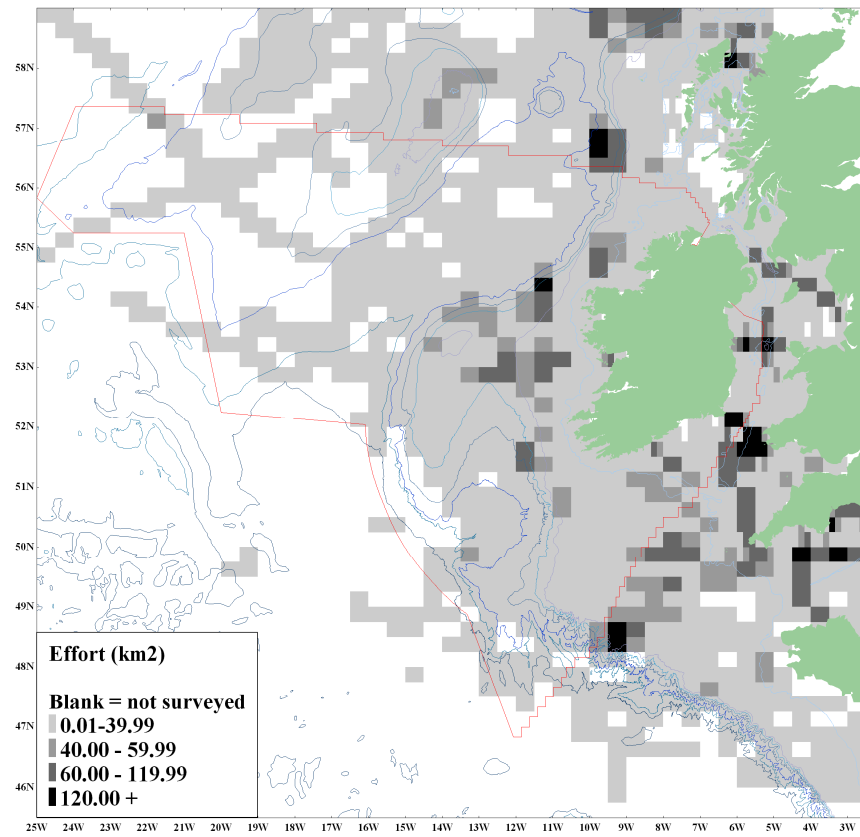 58N
57N
56N
55N
54N
53N
52N
51N
50N
49N
48N
47N
46N
Effort (km2)
Blank = not surveyed
0.01-39.99
40.00 - 59.99
60.00 - 119.99
120.00 +
25W 24W 23W 22W 21W 20W 19W 18W 17W 16W 15W 14W 13W 12W 11W 10W 9W 8W 7W 6W 5W 4W 3W